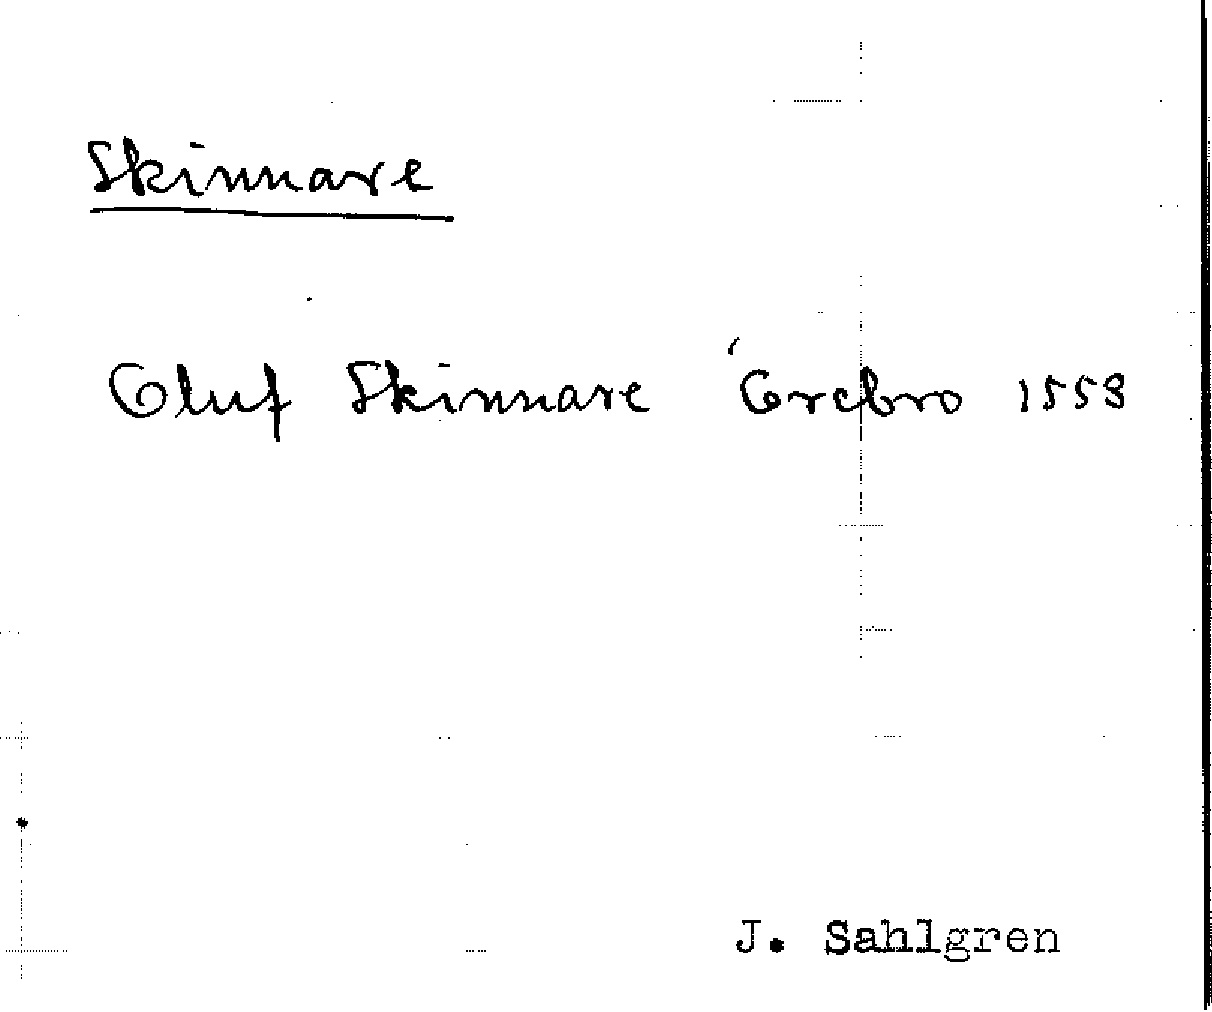 Skinnare
Oluf Skinnare Örebro 1553
J. Sahlgren